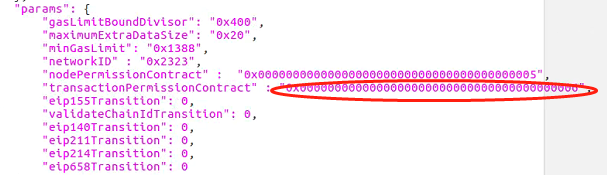 "params": {
"gasLimitBoundDivisor": "0x400",
"maximumExtraDataSize": "0x20",
"minGasLimit": "0x1388",
"networkID" : "0x2323",
"nodePermissionContract" : "0x0000000000000000000000000000000000000005",
"transactionPermissionContract" : "0x0000000000000000000000000000000000000000",
"eip155Transition": 0,
"validateChainIdTransition": 0,
"eip140Transition": 0,
"eip211Transition": 0,
"eip214Transition": 0,
"eip658Transition": 0